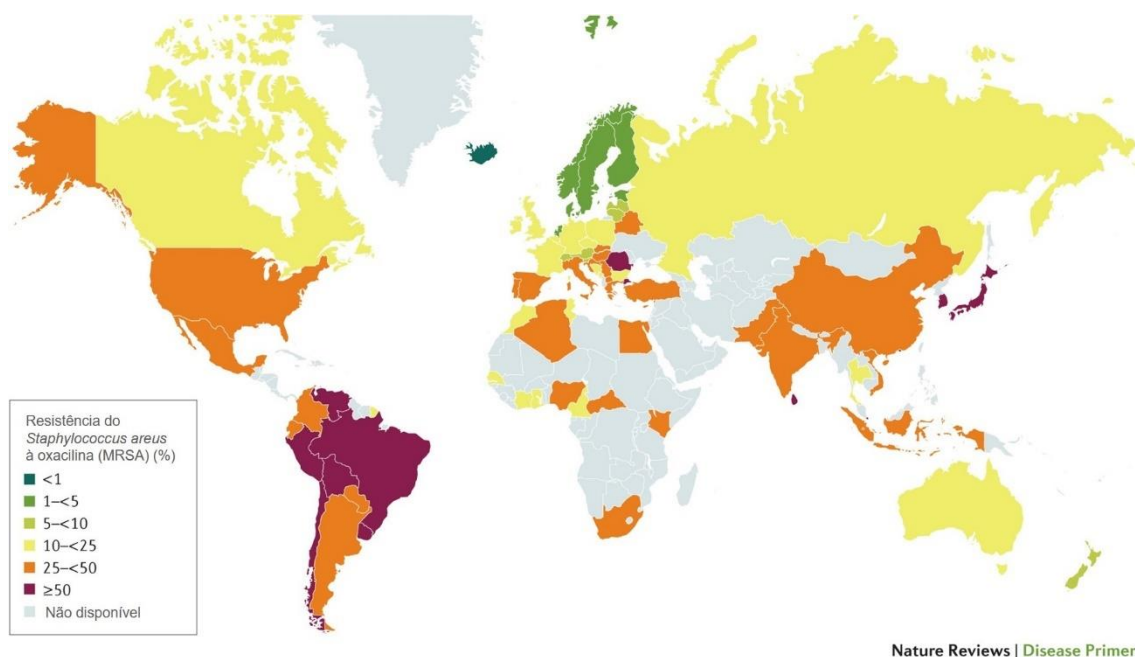 Resistência do
Staphylococcus areus
à oxacilina (MRSA) (%)
<1
1–<5
5–<10
10–<25
25–<50
≥50
Não disponível
Nature Reviews | Disease Primer